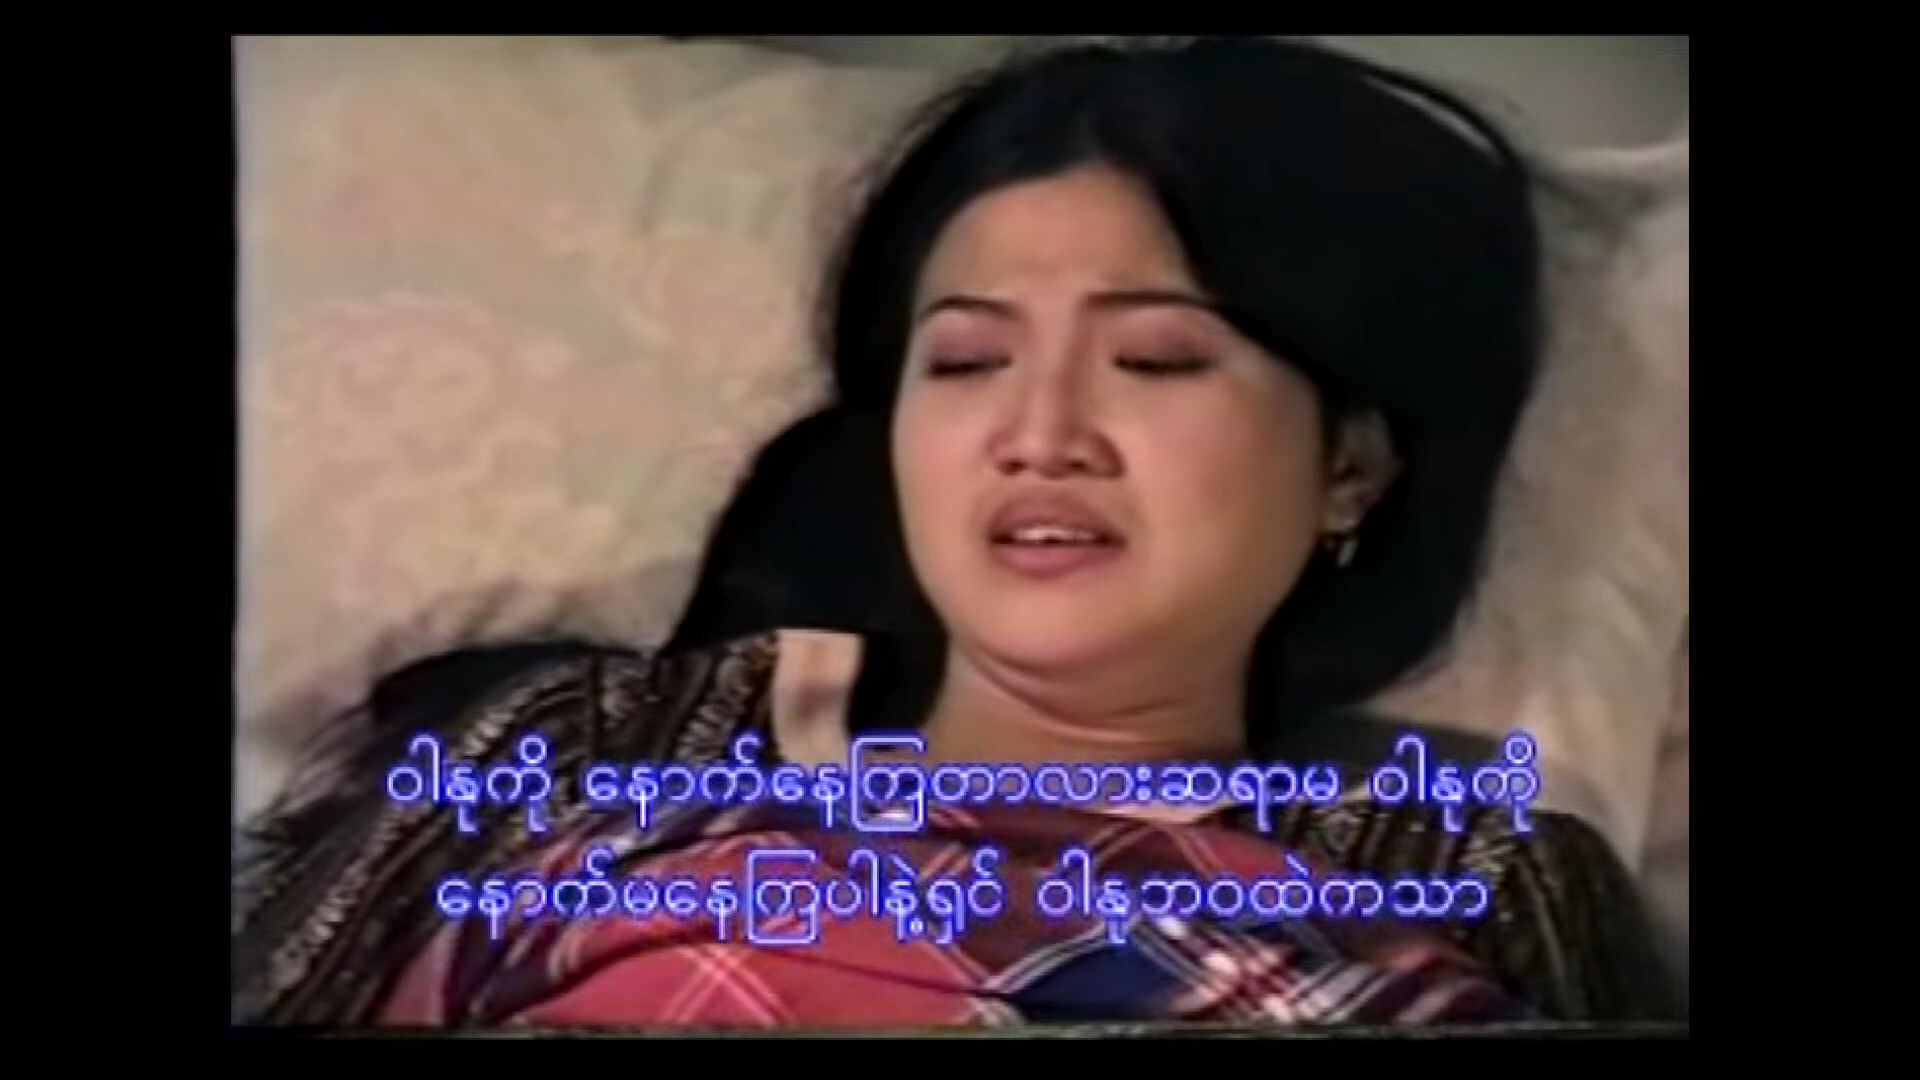 ဝါနုကို နောက်နေကြတာလားဆရာမ ဝါနုကို
နောက်မနေကြပါနဲ့ရှင် ဝါနုဘဝထဲကသာ